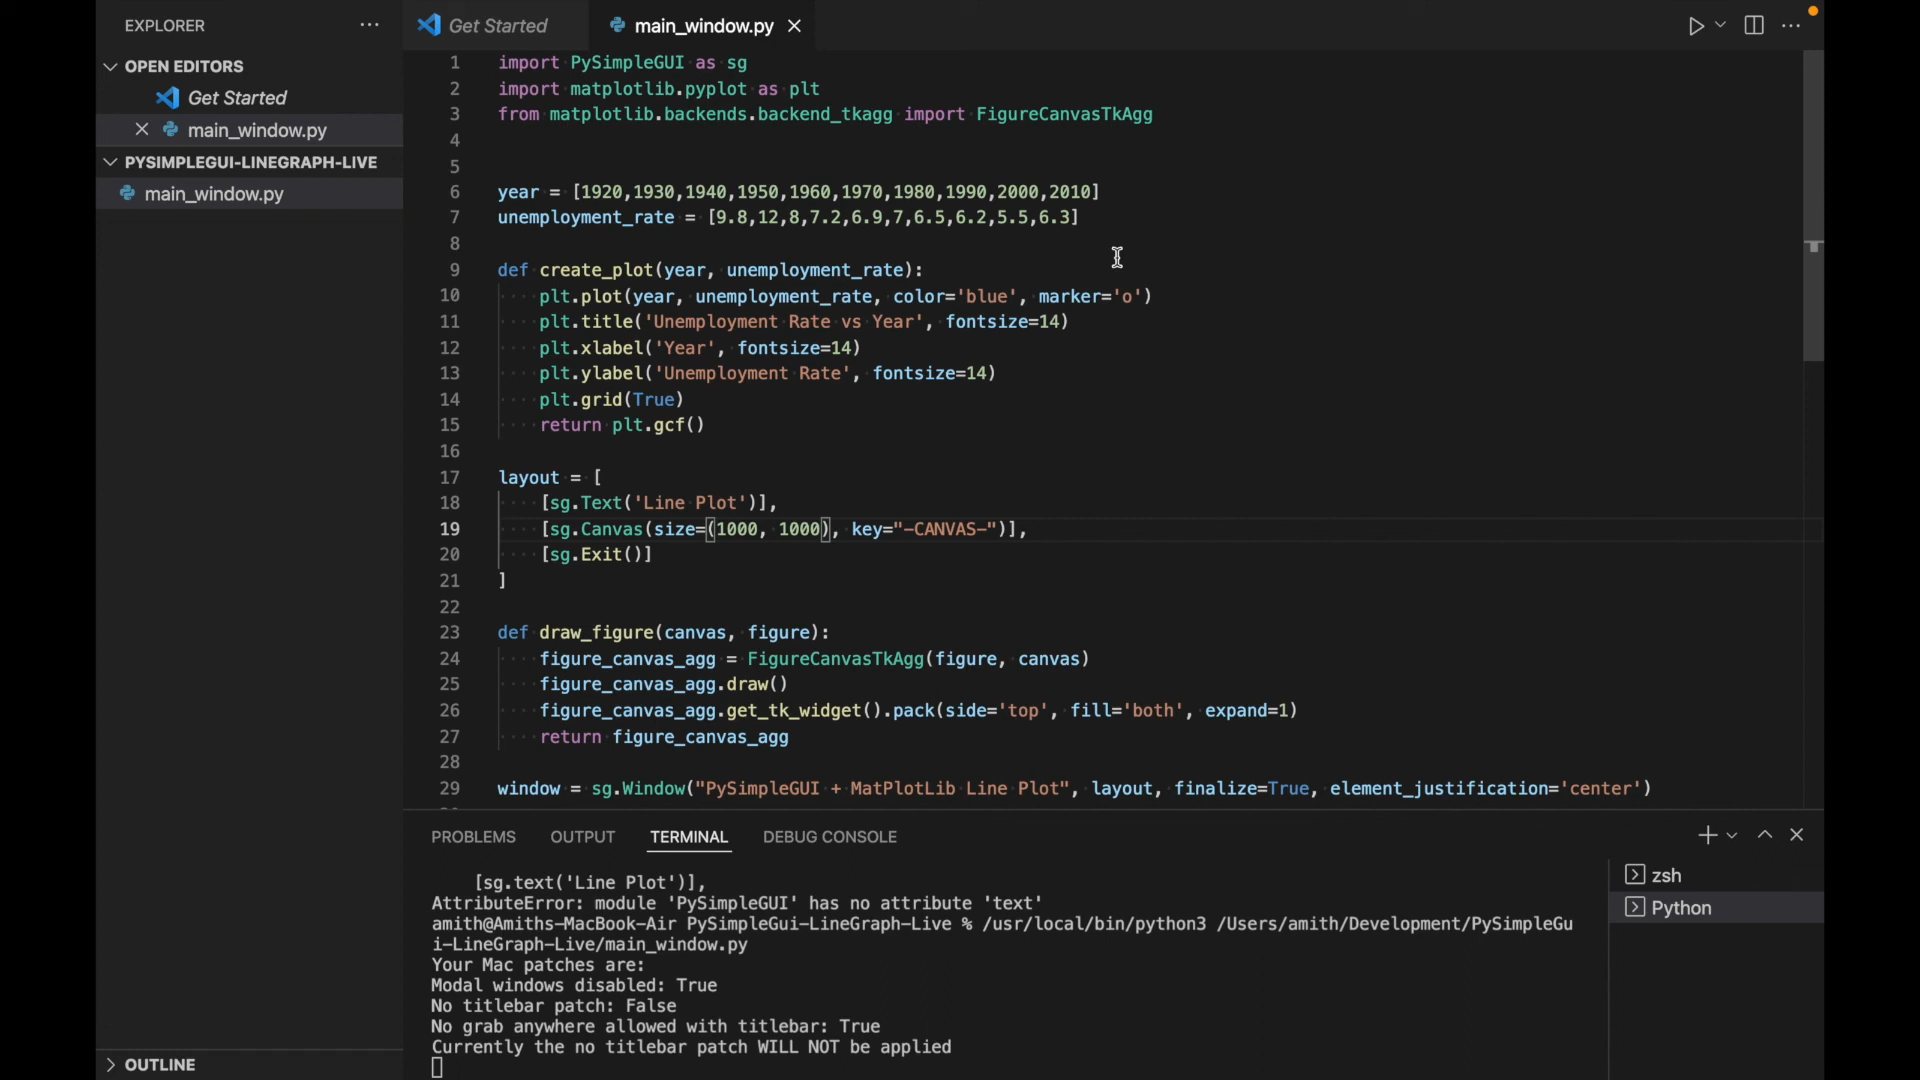 EXPLORER
OPEN EDITORS
Get Started
main_window.py
PYSIMPLEGUI-LINEGRAPH-LIVE
main_window.py
OUTLINE
Get Started
main_window.py
1 import PySimpleGUI as sg
2 import matplotlib.pyplot as plt
3 from matplotlib.backends.backend_tkagg import FigureCanvasTkAgg
4
5
6 year = [1920,1930,1940,1950,1960,1970,1980,1990,2000,2010]
7 unemployment_rate = [9.8,12,8,7.2,6.9,7,6.5,6.2,5.5,6.3]
8
9 def create_plot(year, unemployment_rate):
10     plt.plot(year, unemployment_rate, color='blue', marker='o')
11     plt.title('Unemployment Rate vs Year', fontsize=14)
12     plt.xlabel('Year', fontsize=14)
13     plt.ylabel('Unemployment Rate', fontsize=14)
14     plt.grid(True)
15     return plt.gcf()
16
17 layout = [
18     [sg.Text('Line Plot')],
19     [sg.Canvas(size=(1000, 1000), key="-CANVAS-")],
20     [sg.Exit()]
21 ]
22
23 def draw_figure(canvas, figure):
24     figure_canvas_agg = FigureCanvasTkAgg(figure, canvas)
25     figure_canvas_agg.draw()
26     figure_canvas_agg.get_tk_widget().pack(side='top', fill='both', expand=1)
27     return figure_canvas_agg
28
29 window = sg.Window("PySimpleGUI + MatPlotLib Line Plot", layout, finalize=True, element_justification='center')
PROBLEMS OUTPUT TERMINAL DEBUG CONSOLE
    [sg.text('Line Plot')],
AttributeError: module 'PySimpleGUI' has no attribute 'text'
amith@Amiths-MacBook-Air PySimpleGui-LineGraph-Live % /usr/local/bin/python3 /Users/amith/Development/PySimpleGu
i-LineGraph-Live/main_window.py
Your Mac patches are:
Modal windows disabled: True
No titlebar patch: False
No grab anywhere allowed with titlebar: True
Currently the no titlebar patch WILL NOT be applied
zsh
Python